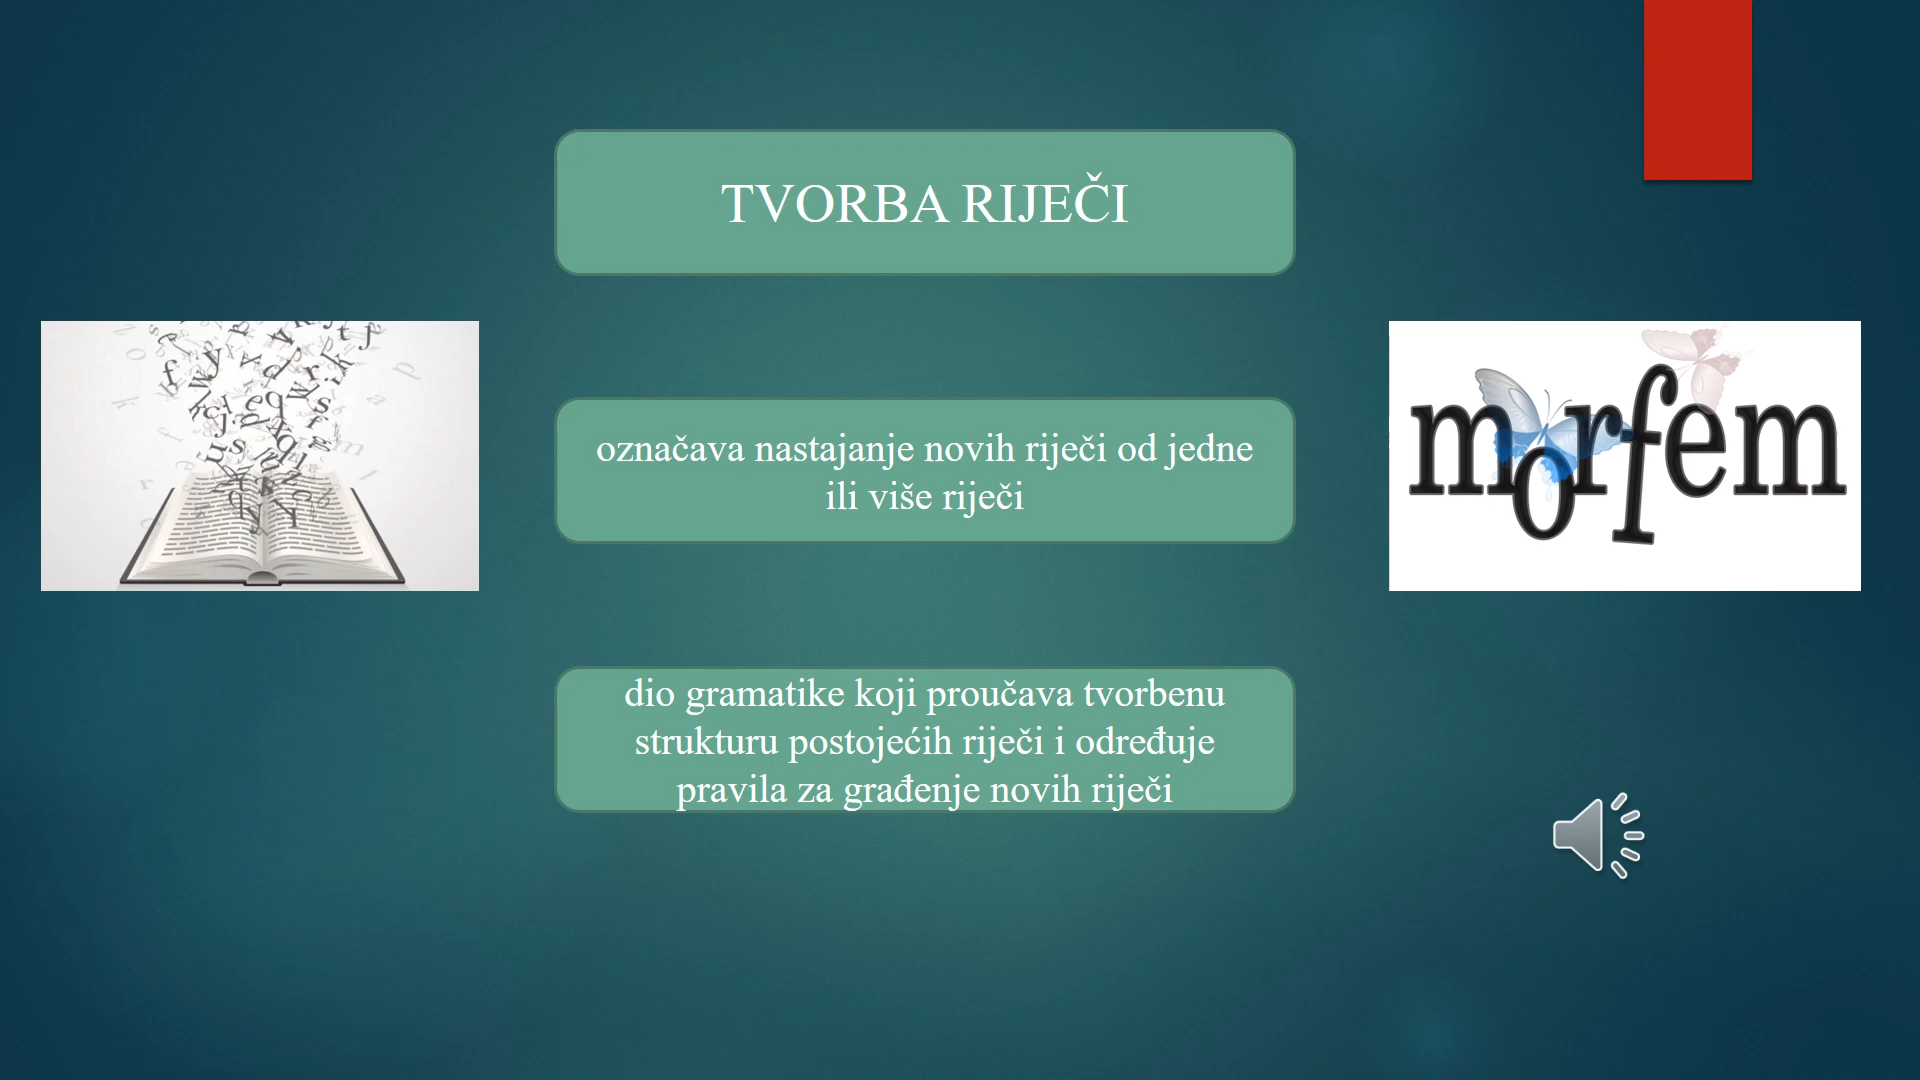 TVORBA RIJEČI
označava nastajanje novih riječi od jedne
ili više riječi
morfem
dio gramatike koji proučava tvorbenu
strukturu postojećih riječi i određuje
pravila za građenje novih riječi